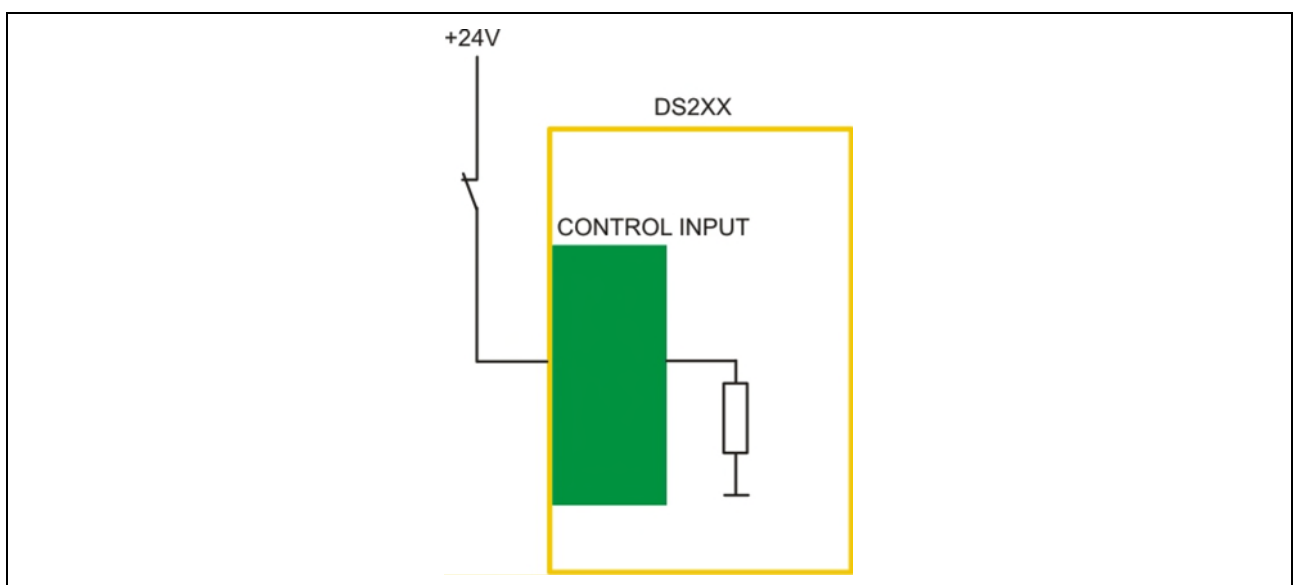 +24V
DS2XX
CONTROL INPUT